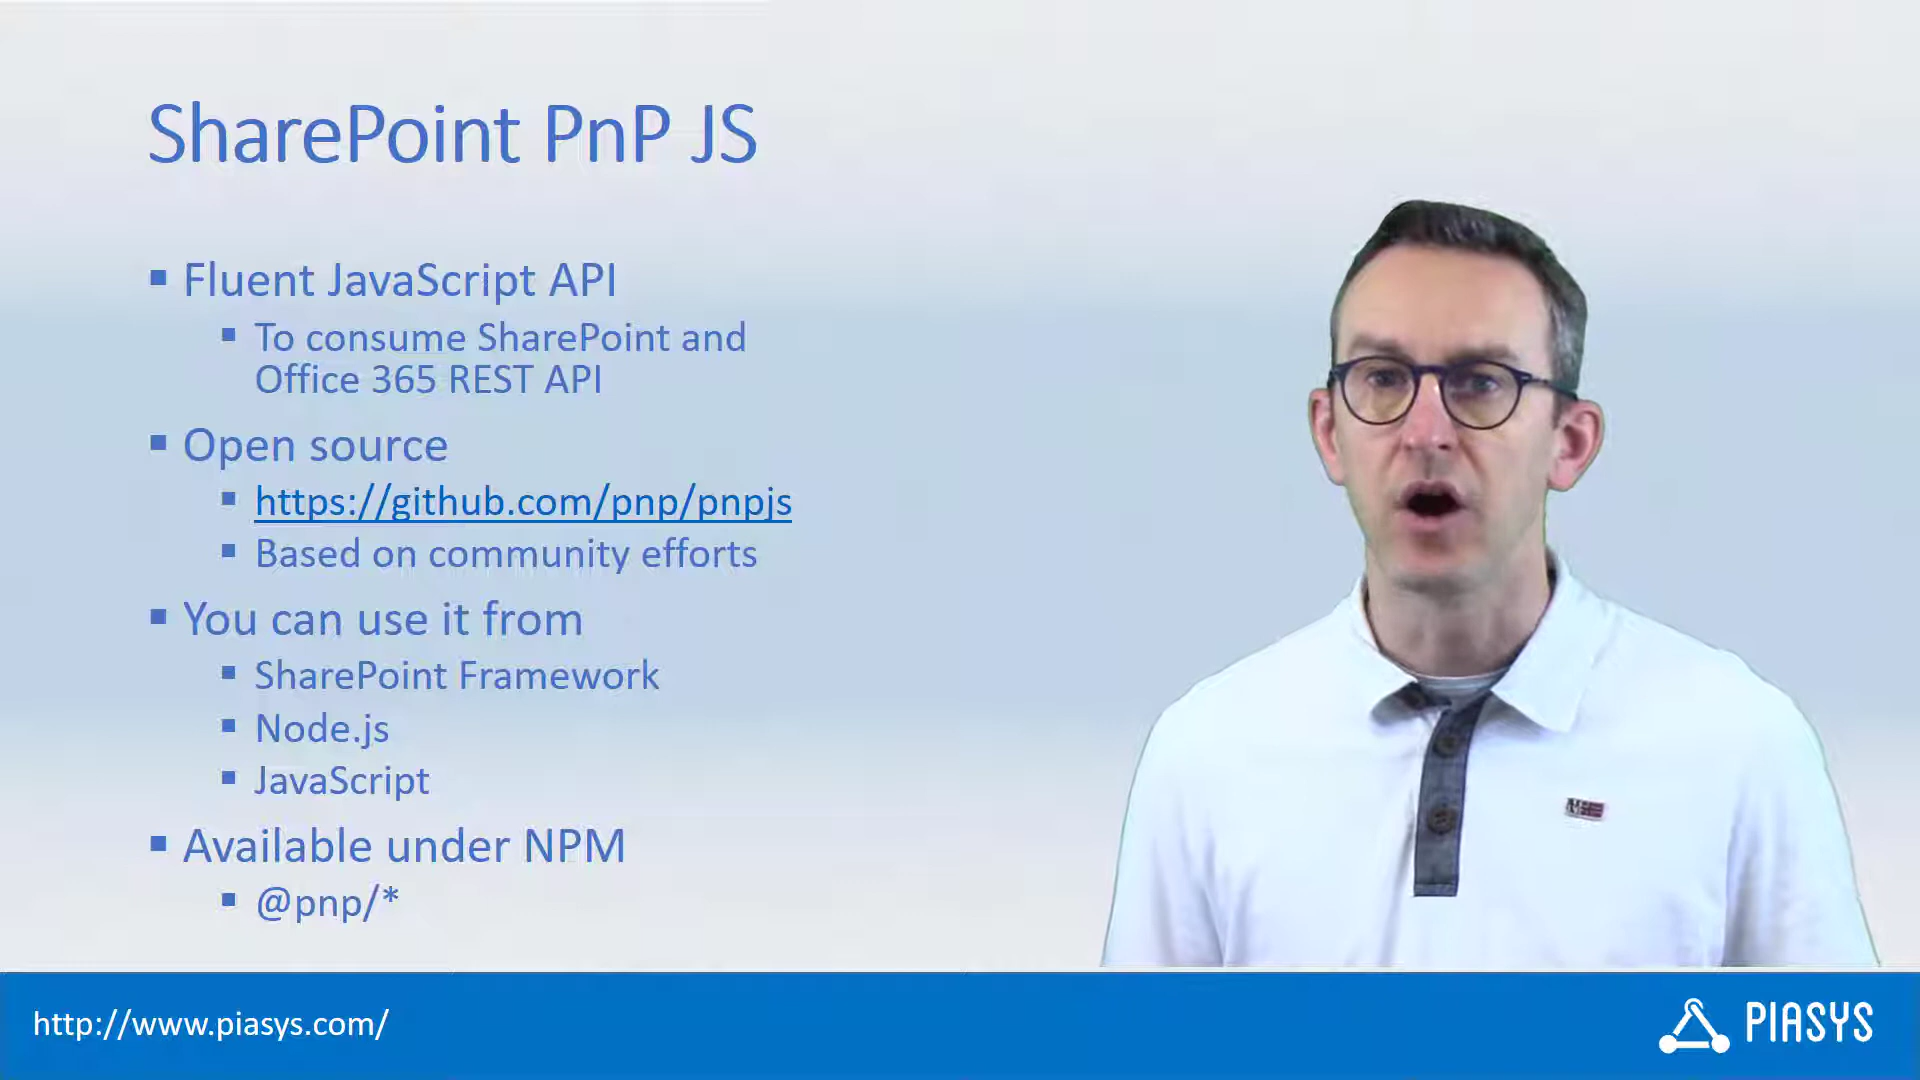 SharePoint PnP JS
Fluent JavaScript API
To consume SharePoint and
Office 365 REST API
Open source
https://github.com/pnp/pnpjs
Based on community efforts
You can use it from
SharePoint Framework
Node.js
JavaScript
Available under NPM
@pnp/*
http://www.piasys.com/
PIASYS